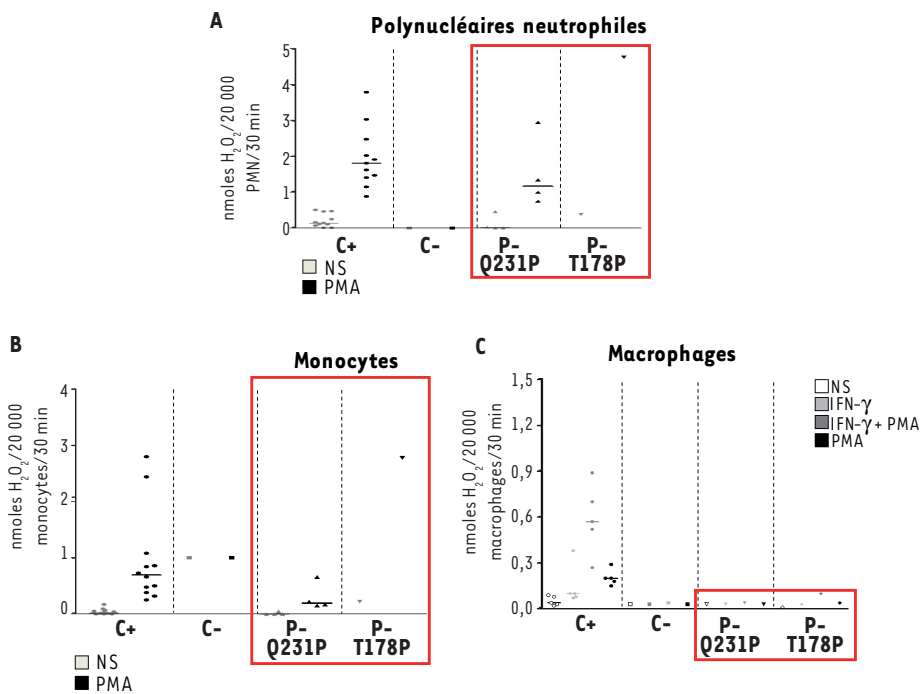 A
Polynucléaires neutrophiles
nmoles H₂O₂/20 000
PMN/30 min
5
4
3
2
1
0
C+
C-
P-
Q231P
P-
T178P
NS
PMA
B
Monocytes
nmoles H₂O₂/20 000
monocytes/30 min
4
3
2
1
0
C+
C-
P-
Q231P
P-
T178P
NS
PMA
C
Macrophages
nmoles H₂O₂/20 000
macrophages/30 min
1,5
1,2
0,9
0,6
0,3
0,0
C+
C-
P-
Q231P
P-
T178P
NS
IFN-γ
IFN-γ + PMA
PMA